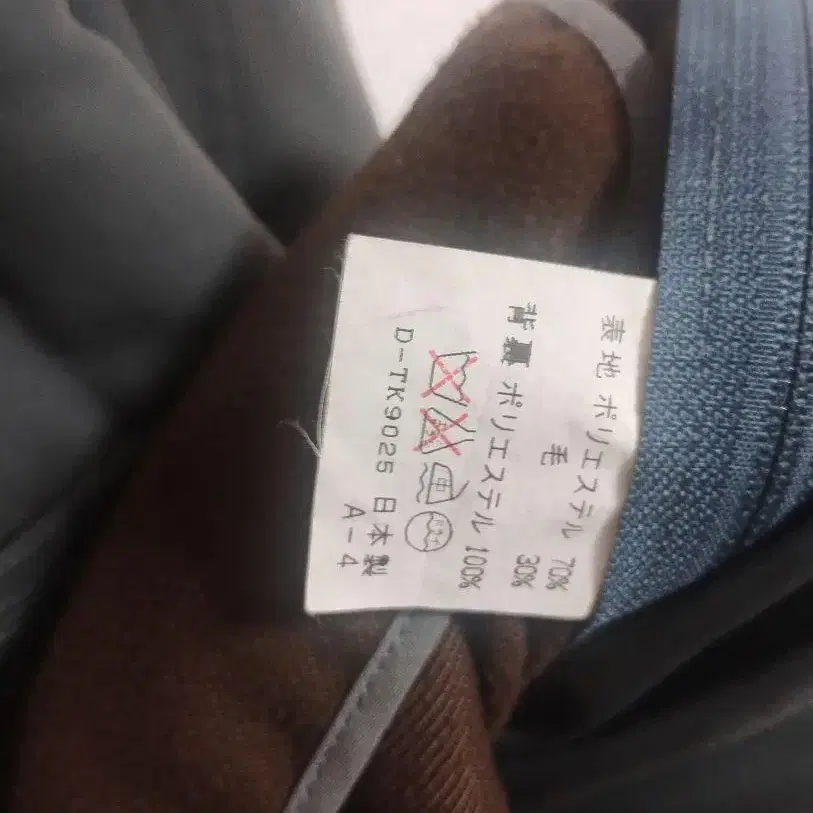 表地 ポリエステル 70%
毛 30%
背裏 ポリエステル 100%
D-TK9025 日本製
A-4